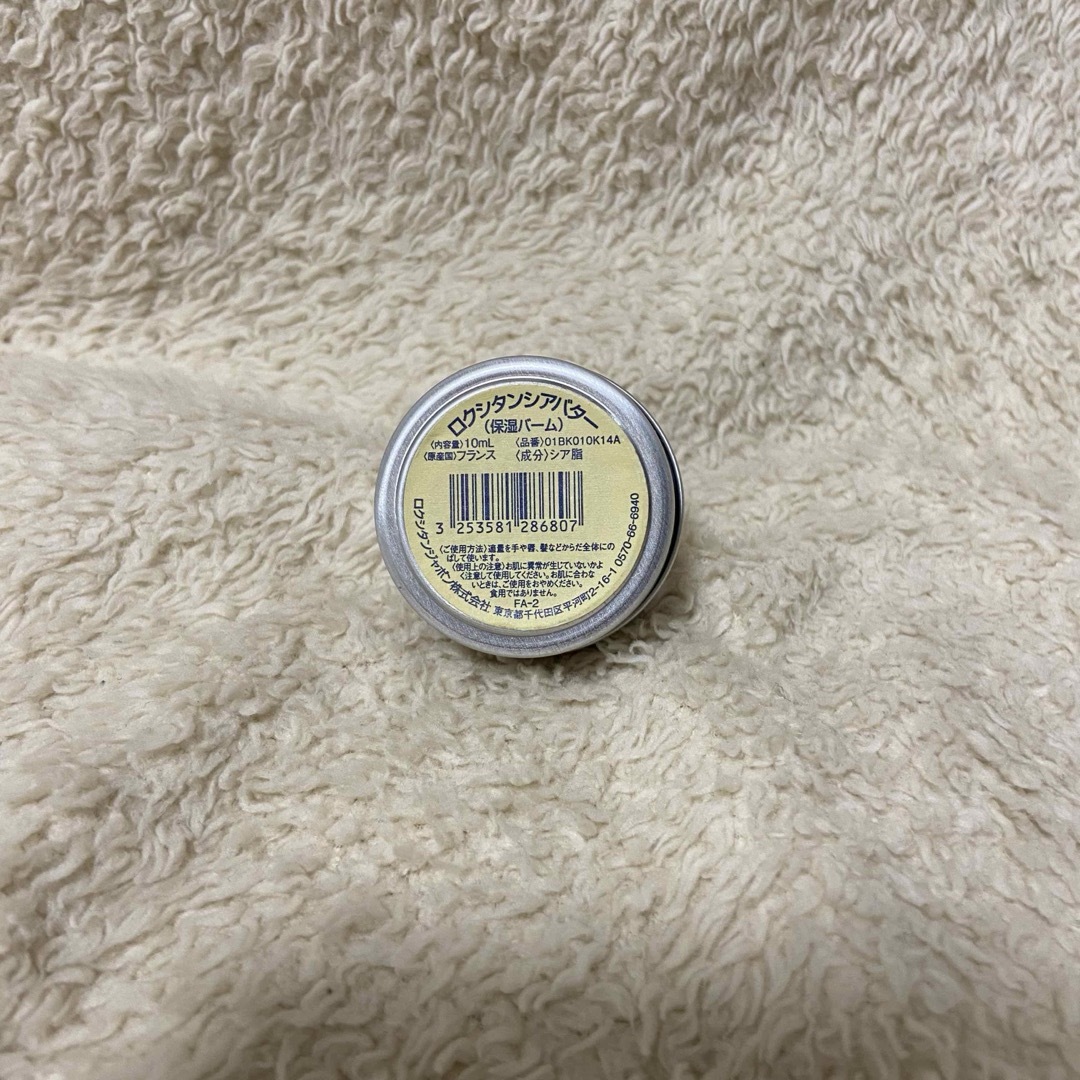 ロクシタンシアバター
(保湿バーム)
〈内容量〉10mL 〈品番〉01BK010K14A
〈原産国〉フランス 〈成分〉シア脂
3 253581 286807
〈ご使用方法〉適量を手や唇、髪などからだ全体にの
ばして使います。
〈使用上の注意〉お肌に異常が生じていないかよ
く注意して使用してください。お肌に合わな
いときは、ご使用をおやめください。
食用ではありません。
FA-2
ロクシタンジャポン株式会社 東京都千代田区平河町2-16-1 0570-66-6940